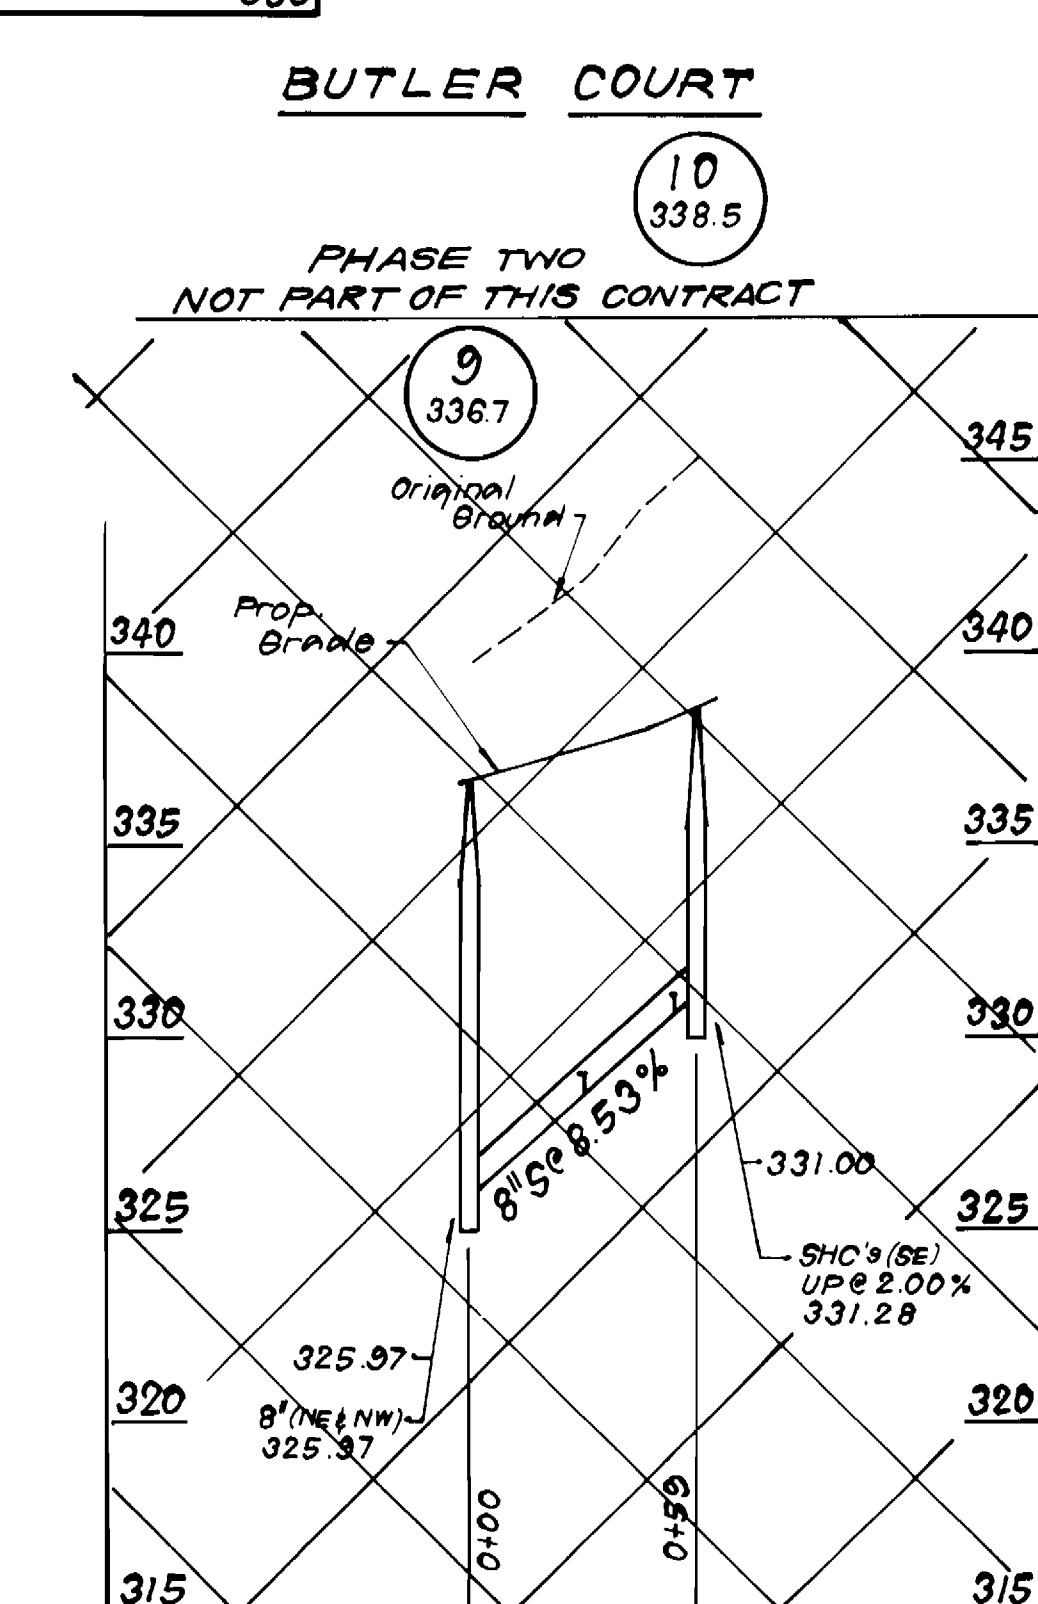 BUTLER COURT
10
338.5
PHASE TWO
NOT PART OF THIS CONTRACT
9
336.7
345
Original
Ground
Prop.
Grade
340
340
335
335
330
330
8"S@ 8.53%
331.00
325
325
SHC's (SE)
UP @ 2.00%
331.28
325.97
8"(NE & NW)
325.97
320
320
0+00
0+59
315
315